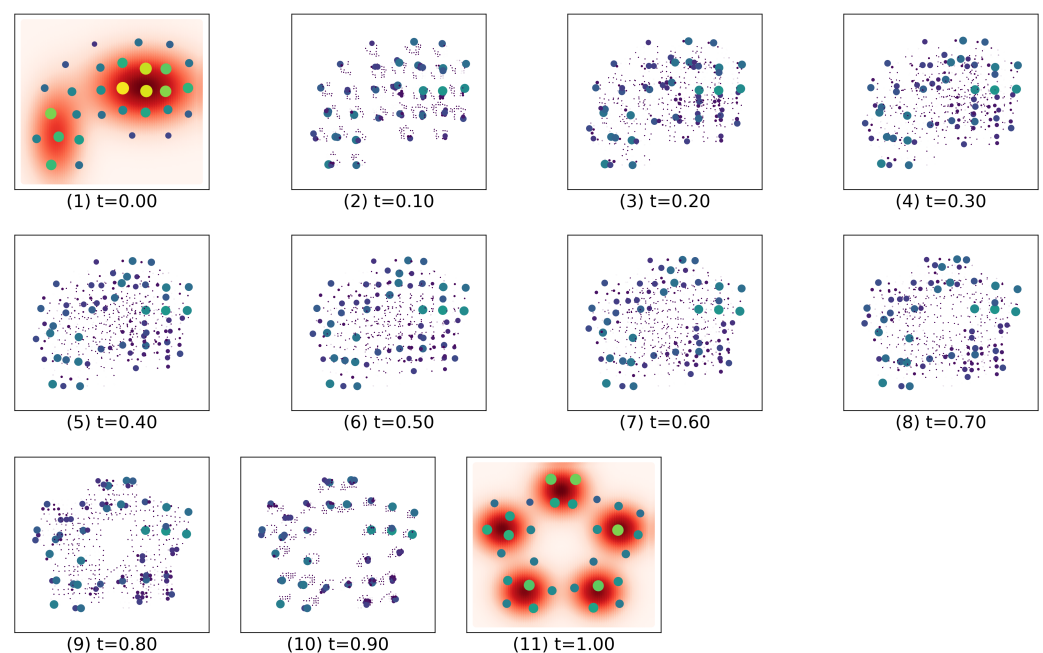 (1) t=0.00
(2) t=0.10
(3) t=0.20
(4) t=0.30
(5) t=0.40
(6) t=0.50
(7) t=0.60
(8) t=0.70
(9) t=0.80
(10) t=0.90
(11) t=1.00